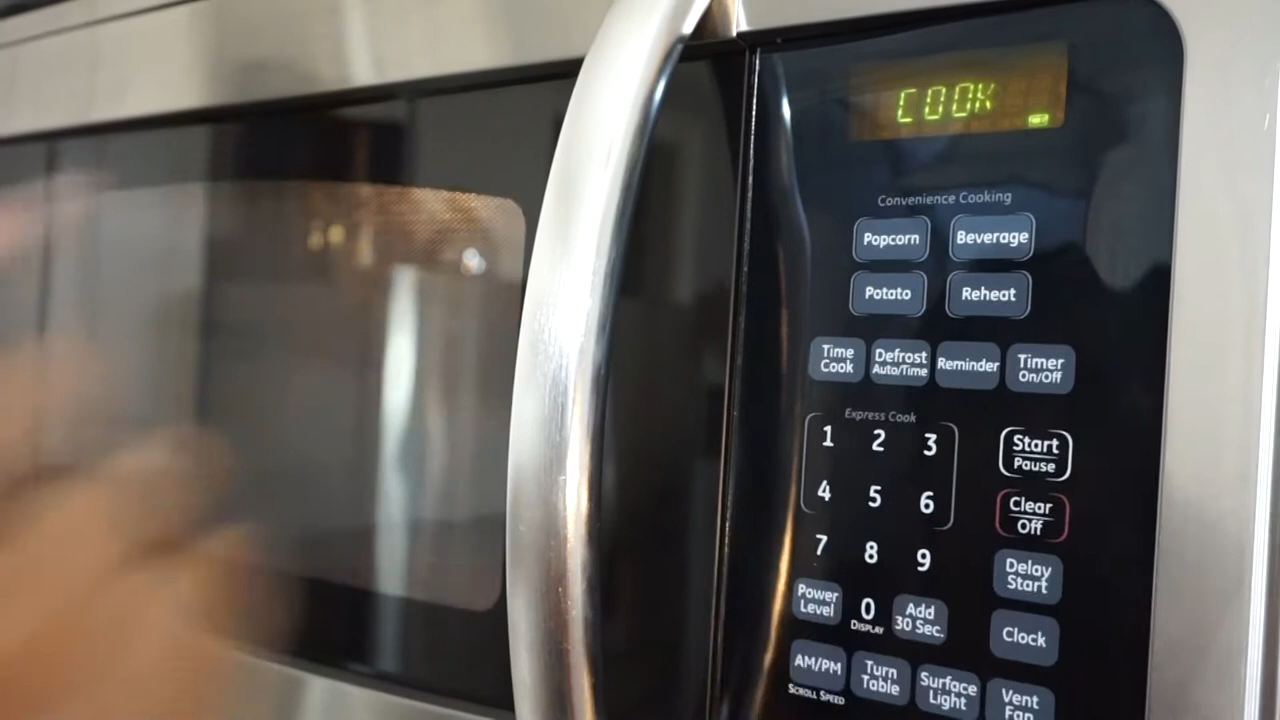 COOK
Convenience Cooking
Popcorn
Beverage
Potato
Reheat
Time
Cook
Defrost
Auto/Time
Reminder
Timer
On/Off
Express Cook
1 2 3
Start
Pause
4 5 6
Clear
Off
7 8 9
Delay
Start
Power
Level
0
DISPLAY
Add
30 Sec.
Clock
AM/PM
SCROLL SPEED
Turn
Table
Surface
Light
Vent
Fan